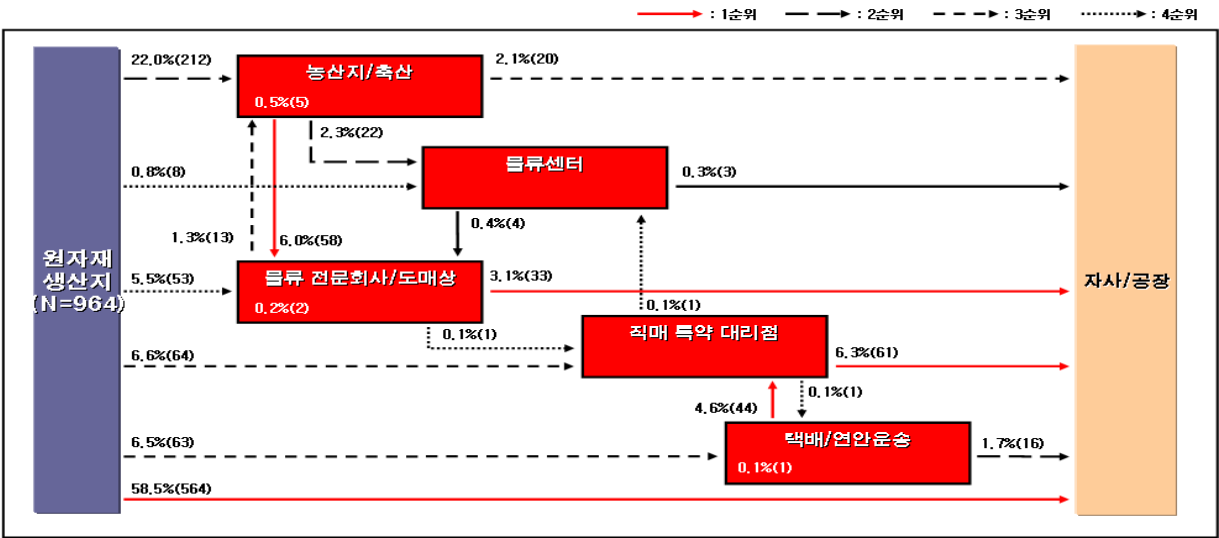 : 1순위 : 2순위 : 3순위 : 4순위
22.0%(212)
농산지/축산
0.5%(5)
2.1%(20)
2.3%(22)
0.8%(8)
물류센터
0.3%(3)
1.3%(13)
6.0%(58)
0.4%(4)
원자재
생산지
(N=964)
5.5%(53)
물류 전문회사/도매상
0.2%(2)
3.1%(33)
자사/공장
0.1%(1)
0.1%(1)
직매 특약 대리점
6.6%(64)
6.3%(61)
4.6%(44)
0.1%(1)
6.5%(63)
택배/연안운송
0.1%(1)
1.7%(16)
58.5%(564)